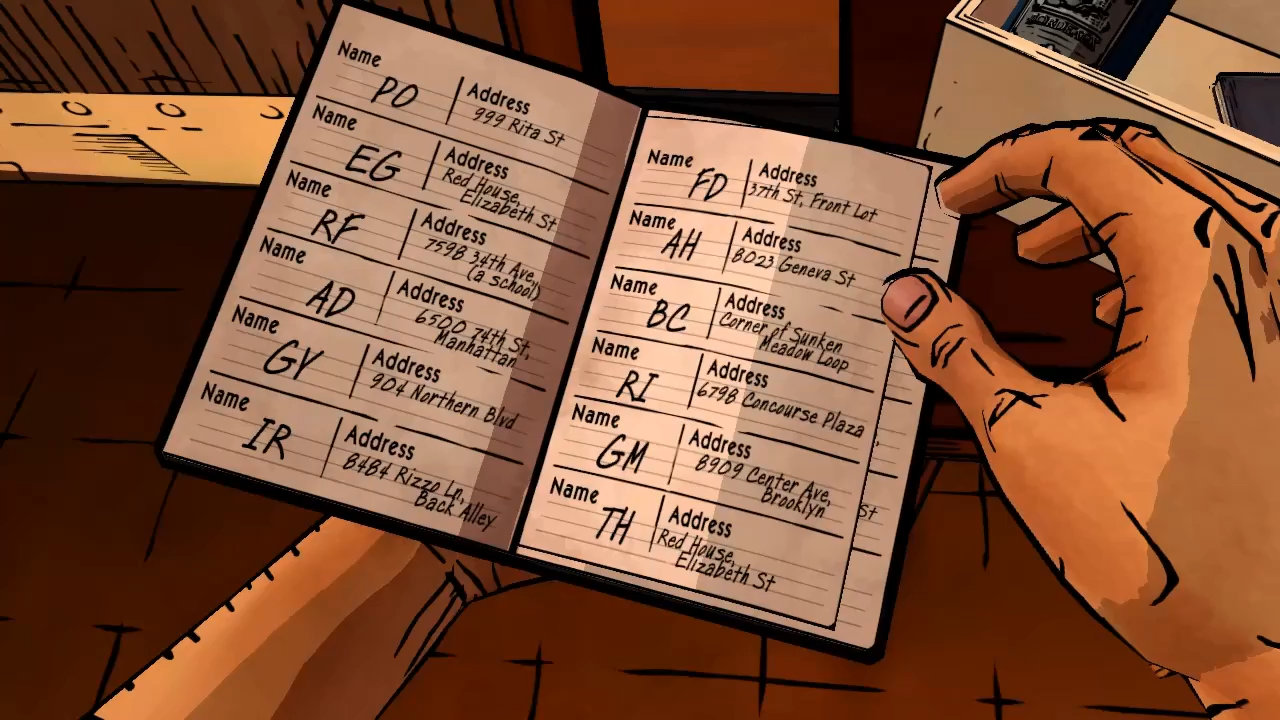 Name PO Address
999 Rita St
Name EG Address
Red House,
Elizabeth St
Name RF Address
759B 34th Ave,
(a school)
Name AD Address
6500 74th St,
Manhattan
Name GY Address
904 Northern Blvd
Name IR Address
8484 Rizzo Ln,
Back Alley
Name FD Address
37th St, Front Lot
Name AH Address
8023 Geneva St
Name BC Address
Corner of Sunken
Meadow Loop
Name RI Address
679B Concourse Plaza
Name GM Address
8909 Center Ave,
Brooklyn
Name TH Address
Red House,
Elizabeth St
St